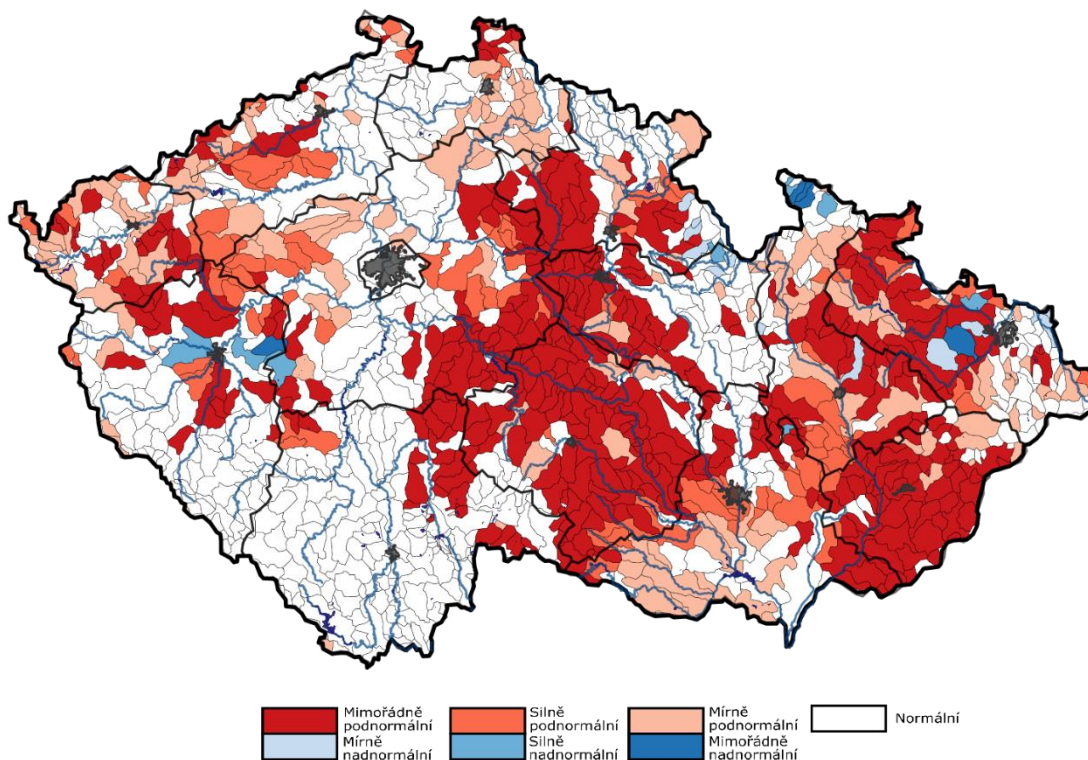 Mimořádně
podnormální
Silně
podnormální
Mírně
podnormální
Normální
Mírně
nadnormální
Silně
nadnormální
Mimořádně
nadnormální